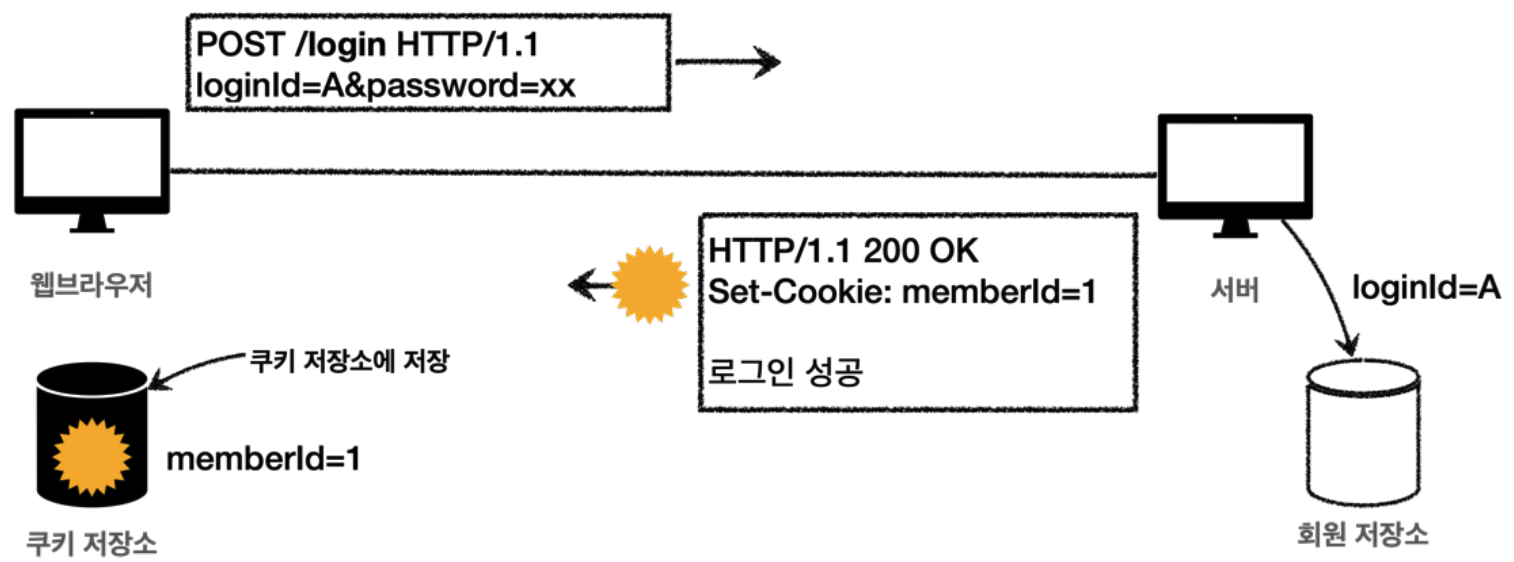 POST /login HTTP/1.1
loginId=A&password=xx
웹브라우저
HTTP/1.1 200 OK
Set-Cookie: memberId=1
로그인 성공
서버
loginId=A
쿠키 저장소에 저장
memberId=1
쿠키 저장소
회원 저장소